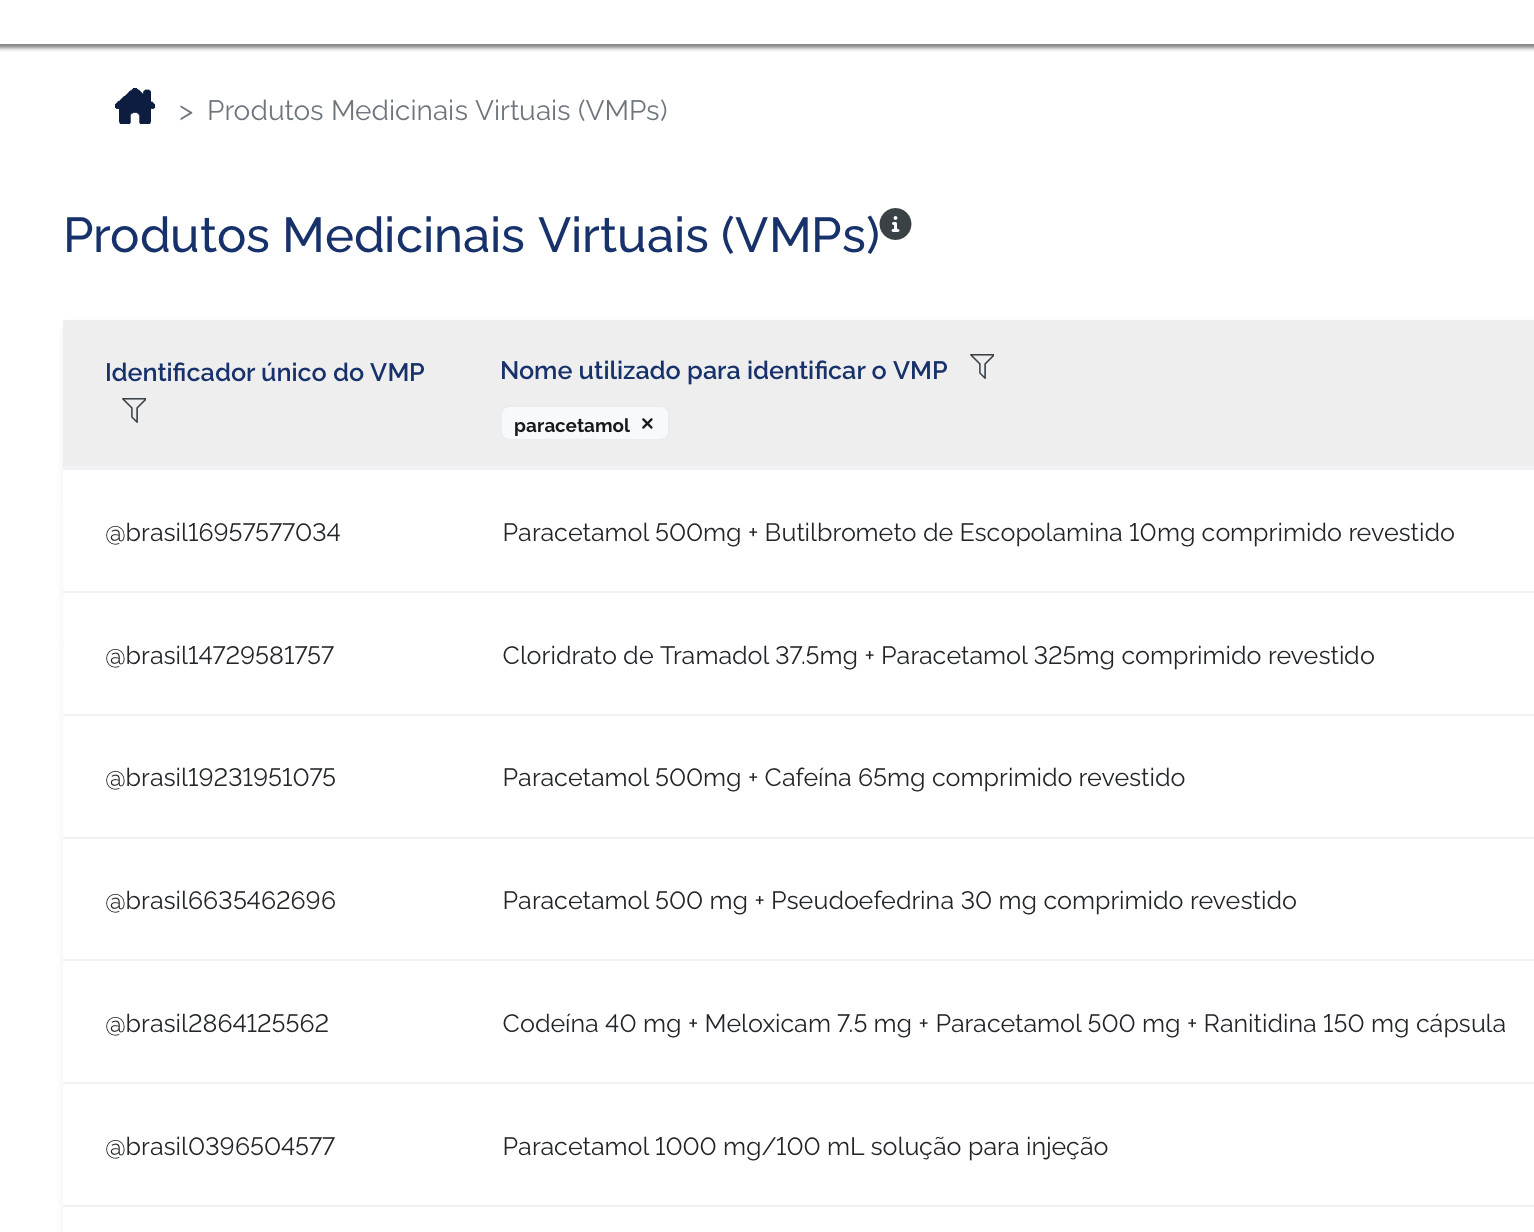 > Produtos Medicinais Virtuais (VMPs)
Produtos Medicinais Virtuais (VMPs)
Identificador único do VMP
Nome utilizado para identificar o VMP
paracetamol ×
@brasil16957577034 Paracetamol 500mg + Butilbrometo de Escopolamina 10mg comprimido revestido
@brasil14729581757 Cloridrato de Tramadol 37.5mg + Paracetamol 325mg comprimido revestido
@brasil19231951075 Paracetamol 500mg + Cafeína 65mg comprimido revestido
@brasil6635462696 Paracetamol 500 mg + Pseudoefedrina 30 mg comprimido revestido
@brasil2864125562 Codeína 40 mg + Meloxicam 7.5 mg + Paracetamol 500 mg + Ranitidina 150 mg cápsula
@brasil0396504577 Paracetamol 1000 mg/100 mL solução para injeção